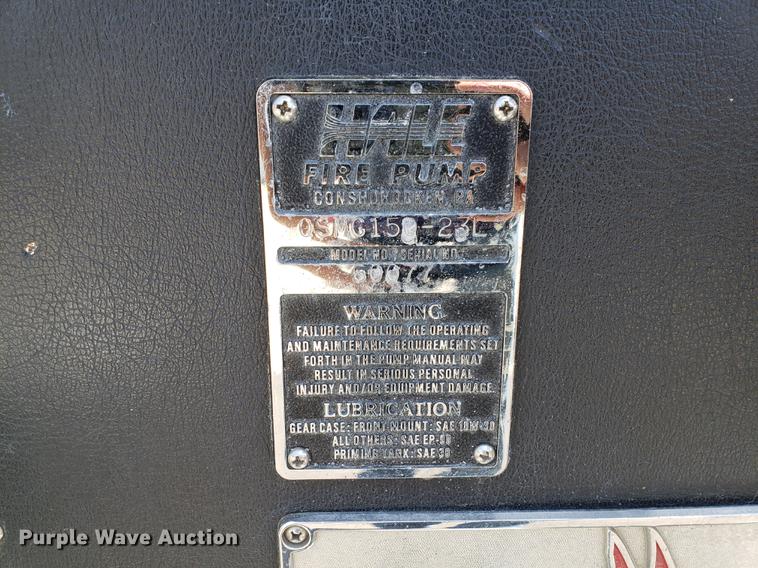 HALE
FIRE PUMP
CONSHOHOCKEN, PA
MODEL NO./SERIAL NO.
WARNING
FAILURE TO FOLLOW THE OPERATING
AND MAINTENANCE REQUIREMENTS SET
FORTH IN THE PUMP MANUAL MAY
RESULT IN SERIOUS PERSONAL
INJURY AND/OR EQUIPMENT DAMAGE.
LUBRICATION
GEAR CASE: FRONT MOUNT: SAE 10W-30
ALL OTHERS: SAE EP-90
PRIMING TANK: SAE 30
Purple Wave Auction